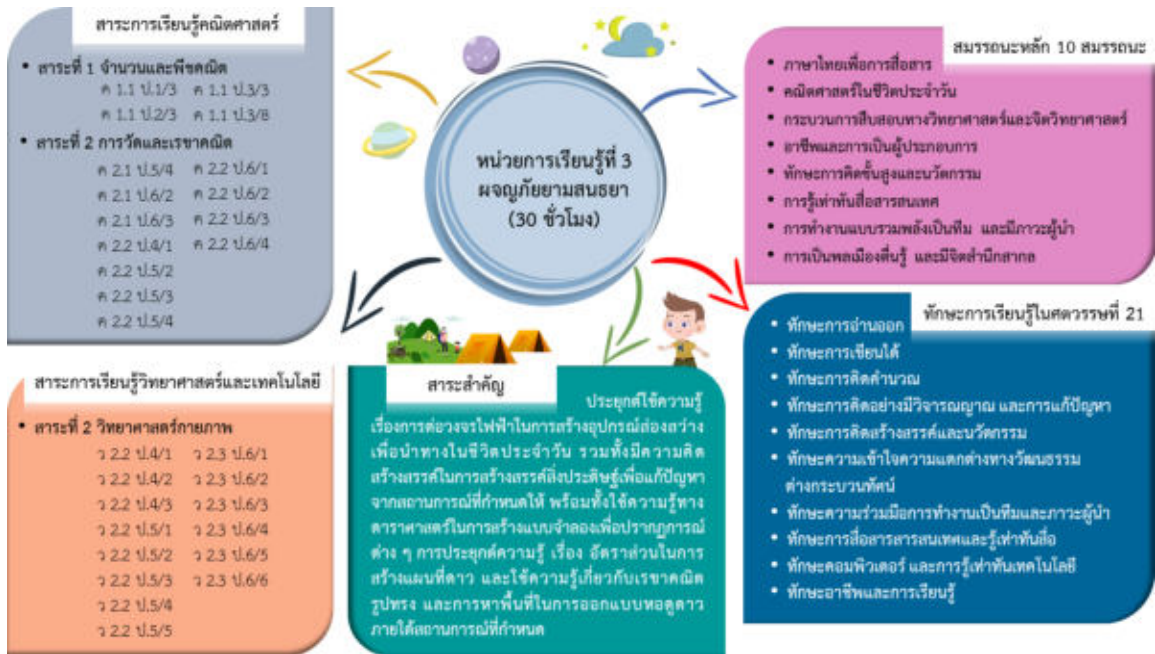 สาระการเรียนรู้คณิตศาสตร์
• สาระที่ 1 จำนวนและพีชคณิต
ค 1.1 ป.1/3 ค 1.1 ป.3/3
ค 1.1 ป.2/3 ค 1.1 ป.3/8
• สาระที่ 2 การวัดและเรขาคณิต
ค 2.1 ป.5/4 ค 2.2 ป.6/1
ค 2.1 ป.6/2 ค 2.2 ป.6/2
ค 2.1 ป.6/3 ค 2.2 ป.6/3
ค 2.2 ป.4/1 ค 2.2 ป.6/4
ค 2.2 ป.5/2
ค 2.2 ป.5/3
ค 2.2 ป.5/4
หน่วยการเรียนรู้ที่ 3
ผจญภัยยามสนธยา
(30 ชั่วโมง)
สมรรถนะหลัก 10 สมรรถนะ
• ภาษาไทยเพื่อการสื่อสาร
• คณิตศาสตร์ในชีวิตประจำวัน
• กระบวนการสืบสอบทางวิทยาศาสตร์และจิตวิทยาศาสตร์
• อาชีพและการเป็นผู้ประกอบการ
• ทักษะการคิดขั้นสูงและนวัตกรรม
• การรู้เท่าทันสื่อสารสนเทศ
• การทำงานแบบรวมพลังเป็นทีม และมีภาวะผู้นำ
• การเป็นพลเมืองตื่นรู้ และมีจิตสำนึกสากล
ทักษะการเรียนรู้ในศตวรรษที่ 21
• ทักษะการอ่านออก
• ทักษะการเขียนได้
• ทักษะการคิดคำนวณ
• ทักษะการคิดอย่างมีวิจารณญาณ และการแก้ปัญหา
• ทักษะการคิดสร้างสรรค์และนวัตกรรม
• ทักษะความเข้าใจความแตกต่างทางวัฒนธรรม
ต่างกระบวนทัศน์
• ทักษะความร่วมมือการทำงานเป็นทีมและภาวะผู้นำ
• ทักษะการสื่อสารสารสนเทศและรู้เท่าทันสื่อ
• ทักษะคอมพิวเตอร์ และการรู้เท่าทันเทคโนโลยี
• ทักษะอาชีพและการเรียนรู้
สาระการเรียนรู้วิทยาศาสตร์และเทคโนโลยี
• สาระที่ 2 วิทยาศาสตร์กายภาพ
ว 2.2 ป.4/1 ว 2.3 ป.6/1
ว 2.2 ป.4/2 ว 2.3 ป.6/2
ว 2.2 ป.4/3 ว 2.3 ป.6/3
ว 2.2 ป.5/1 ว 2.3 ป.6/4
ว 2.2 ป.5/2 ว 2.3 ป.6/5
ว 2.2 ป.5/3 ว 2.3 ป.6/6
ว 2.2 ป.5/4
ว 2.2 ป.5/5
สาระสำคัญ
ประยุกต์ใช้ความรู้
เรื่องการต่อวงจรไฟฟ้าในการสร้างอุปกรณ์ส่องสว่าง
เพื่อนำทางในชีวิตประจำวัน รวมทั้งมีความคิด
สร้างสรรค์ในการสร้างสรรค์สิ่งประดิษฐ์เพื่อแก้ปัญหา
จากสถานการณ์ที่กำหนดให้ พร้อมทั้งใช้ความรู้ทาง
ดาราศาสตร์ในการสร้างแบบจำลองเพื่อปรากฏการณ์
ต่าง ๆ การประยุกต์ความรู้ เรื่อง อัตราส่วนในการ
สร้างแผนที่ดาว และใช้ความรู้เกี่ยวกับเรขาคณิต
รูปทรง และการหาพื้นที่ในการออกแบบหอดูดาว
ภายใต้สถานการณ์ที่กำหนด